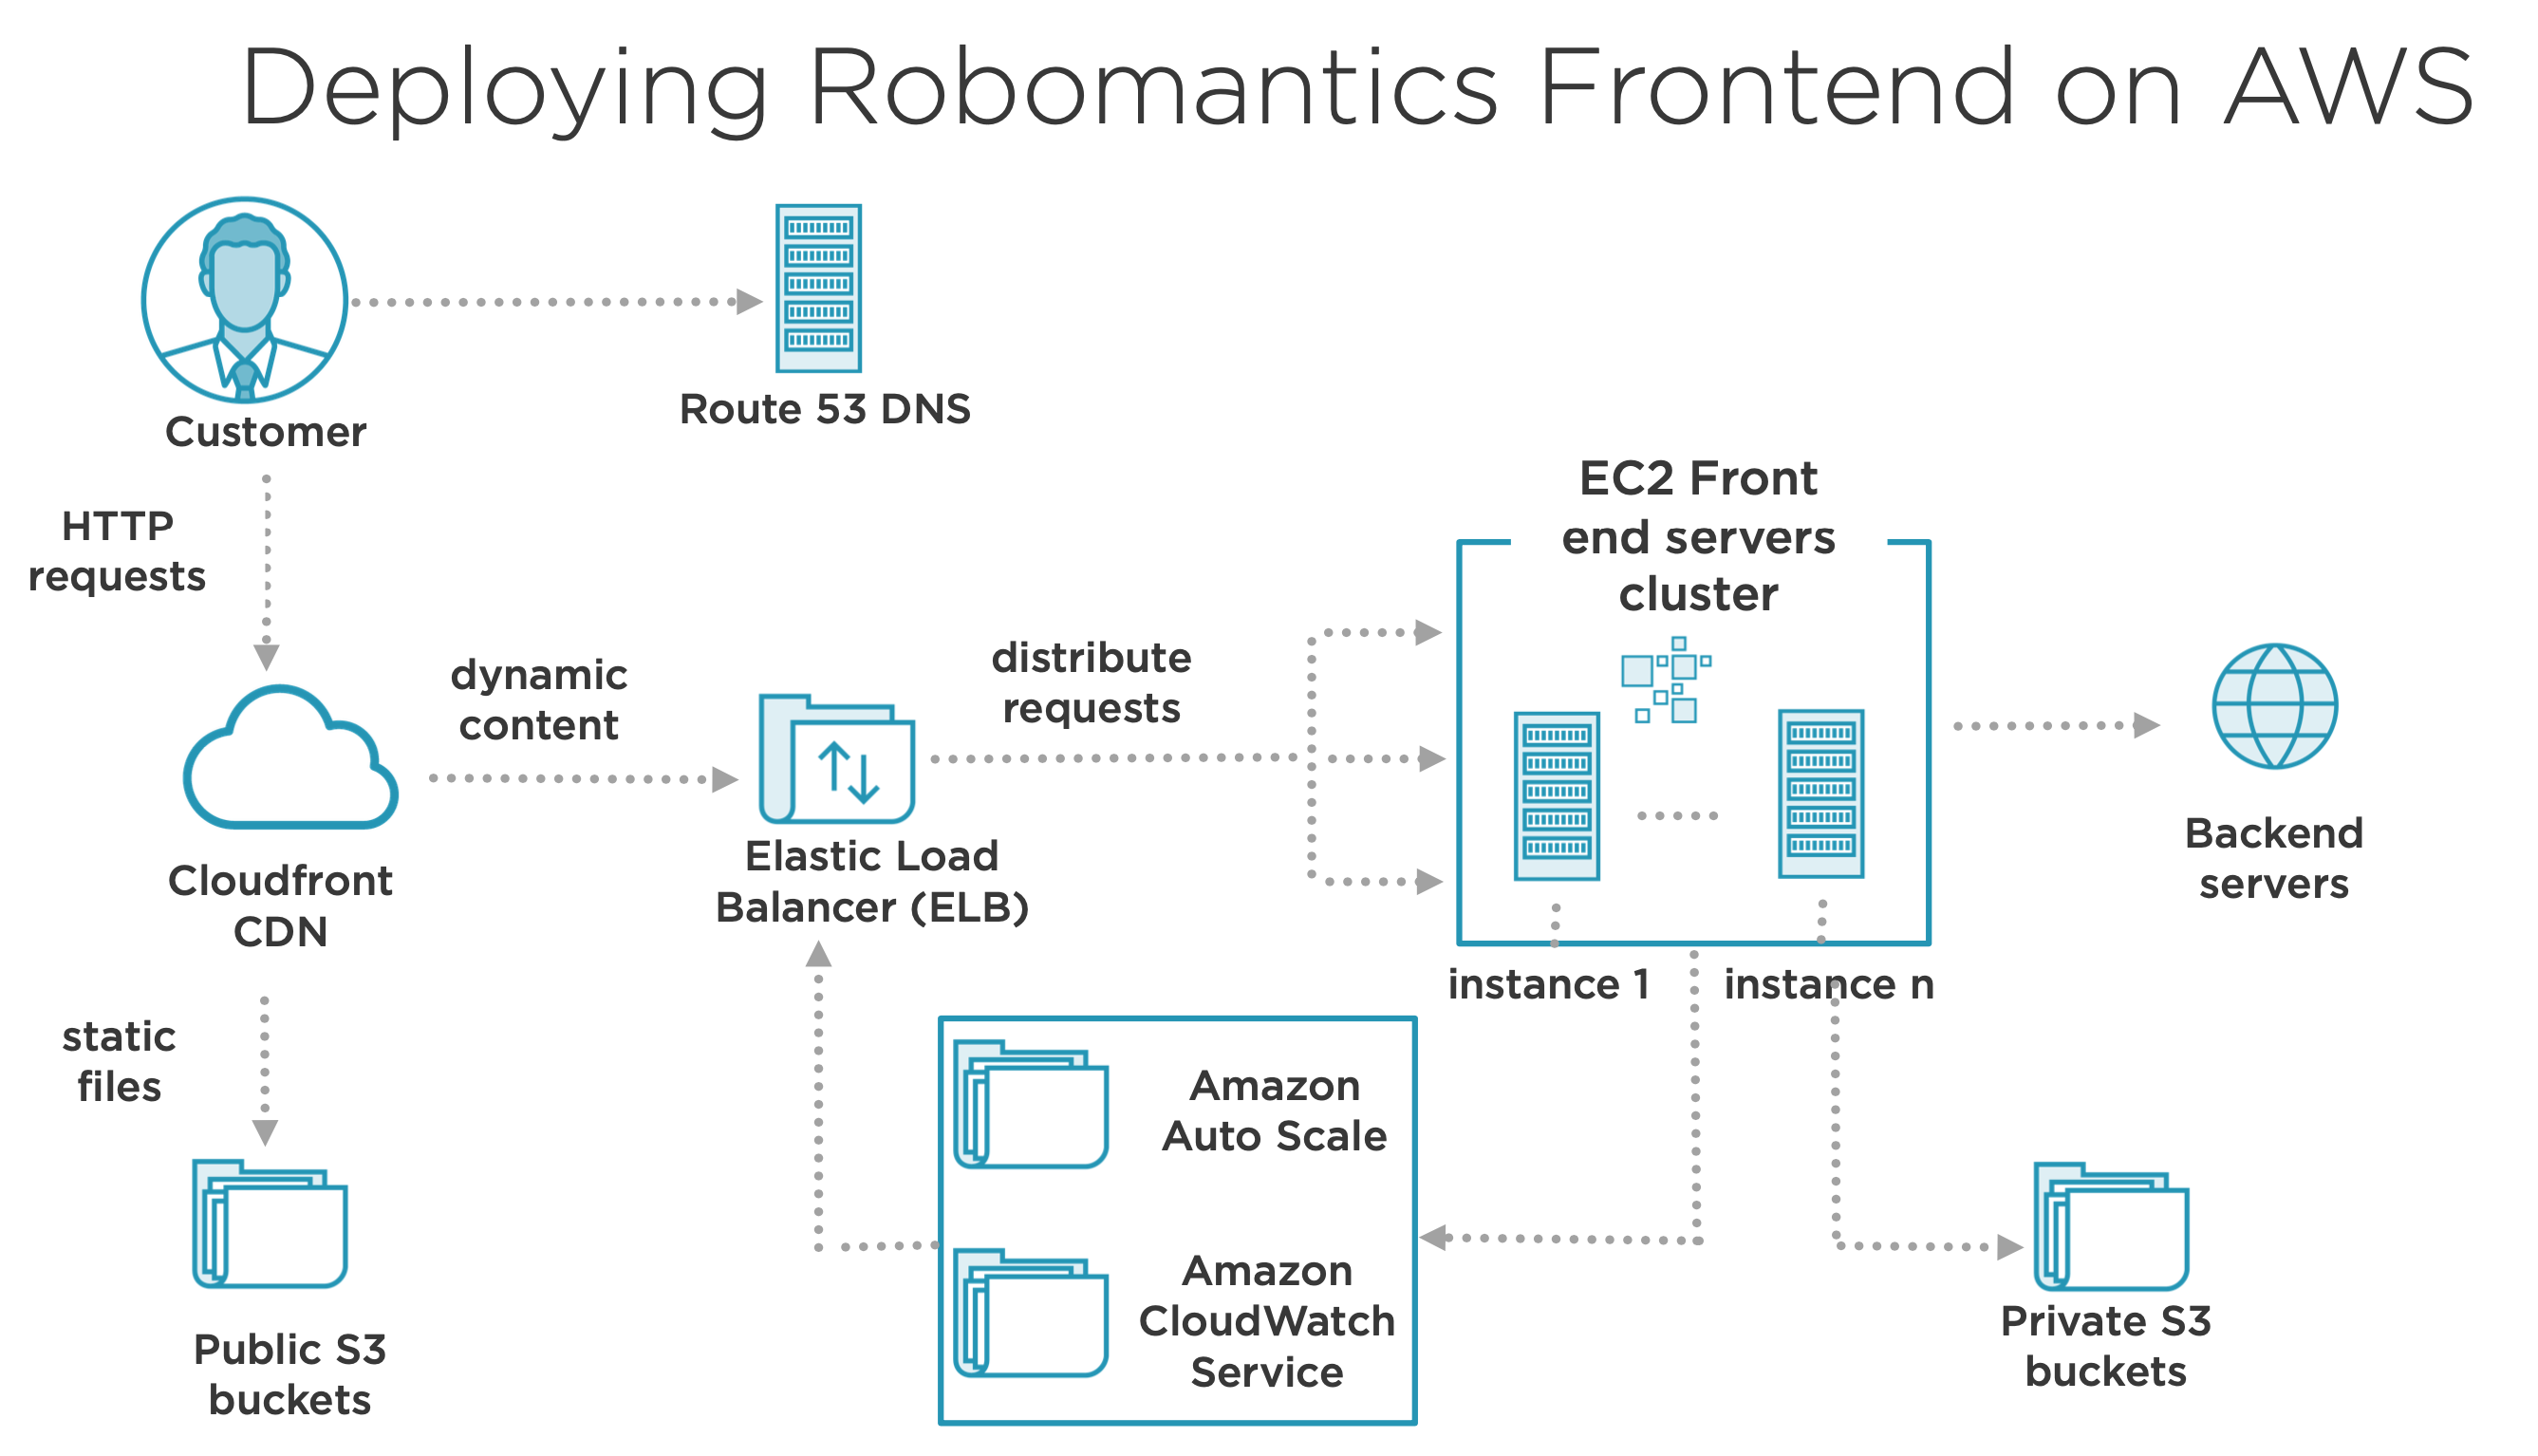 Deploying Robomantics Frontend on AWS
Customer
Route 53 DNS
HTTP
requests
EC2 Front
end servers
cluster
dynamic
content
distribute
requests
Cloudfront
CDN
Elastic Load
Balancer (ELB)
Backend
servers
instance 1
instance n
static
files
Amazon
Auto Scale
Amazon
CloudWatch
Service
Public S3
buckets
Private S3
buckets